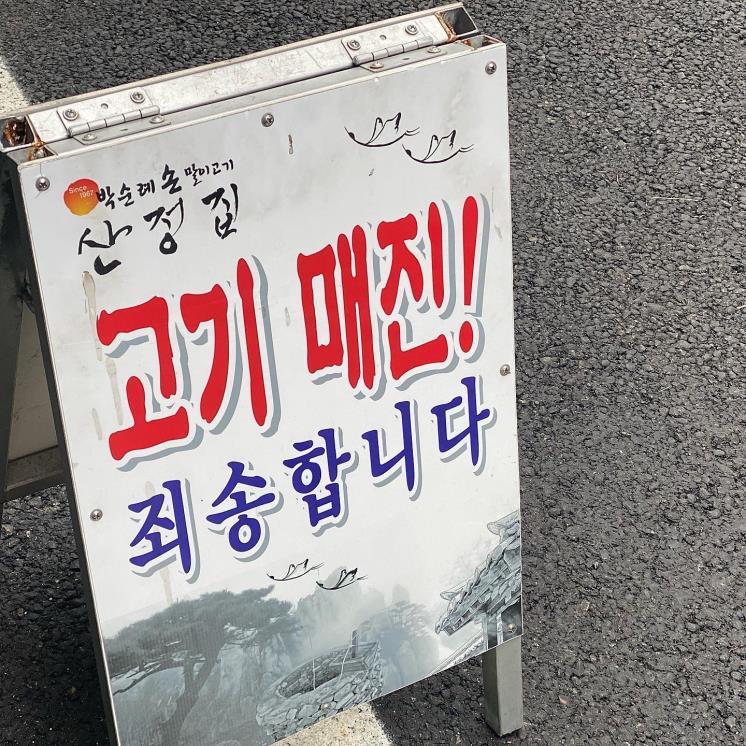 Since 1967
박순례 손말이고기
산정집
고기 매진!
죄송합니다